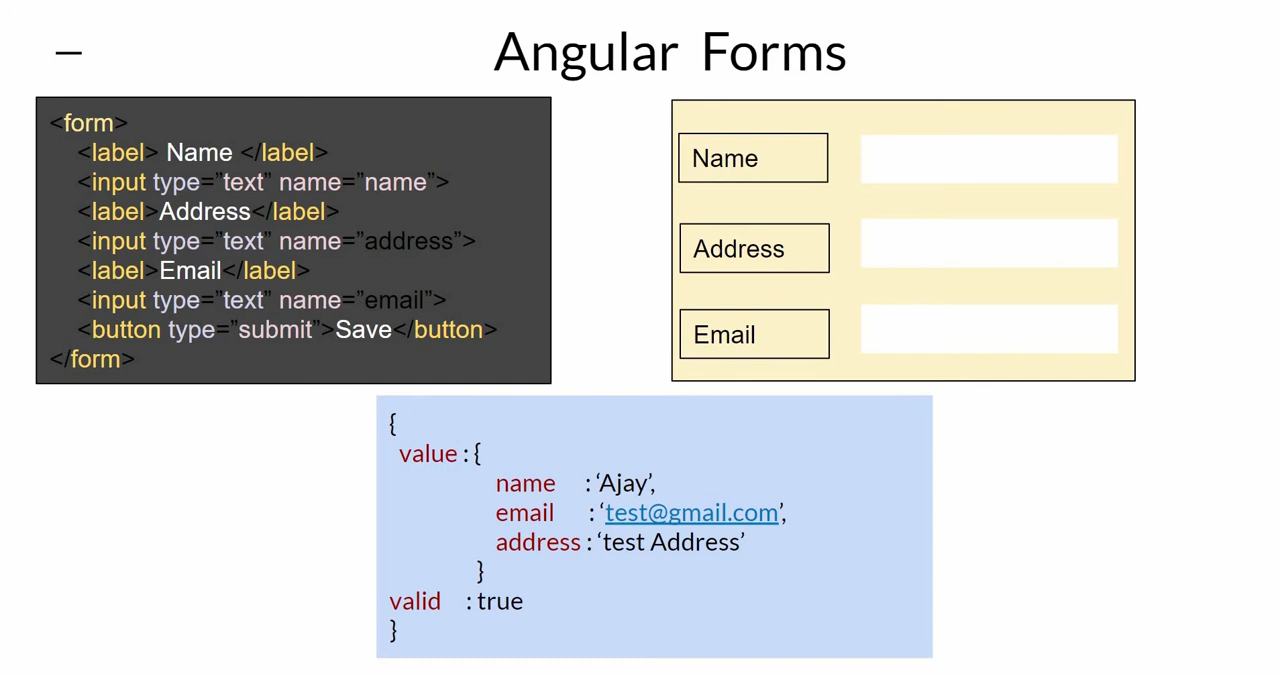 Angular Forms
<form>
<label> Name </label>
<input type=”text” name=”name”>
<label>Address</label>
<input type=”text” name=”address”>
<label>Email</label>
<input type=”text” name=”email”>
<button type=”submit”>Save</button>
</form>
Name
Address
Email
{
value : {
name : ‘Ajay’,
email : ‘test@gmail.com’,
address : ‘test Address’
}
valid : true
}